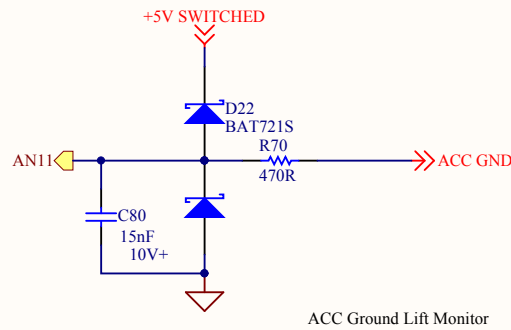 +5V SWITCHED
D22
BAT721S
R70
AN11
ACC GND
470R
C80
15nF
10V+
ACC Ground Lift Monitor